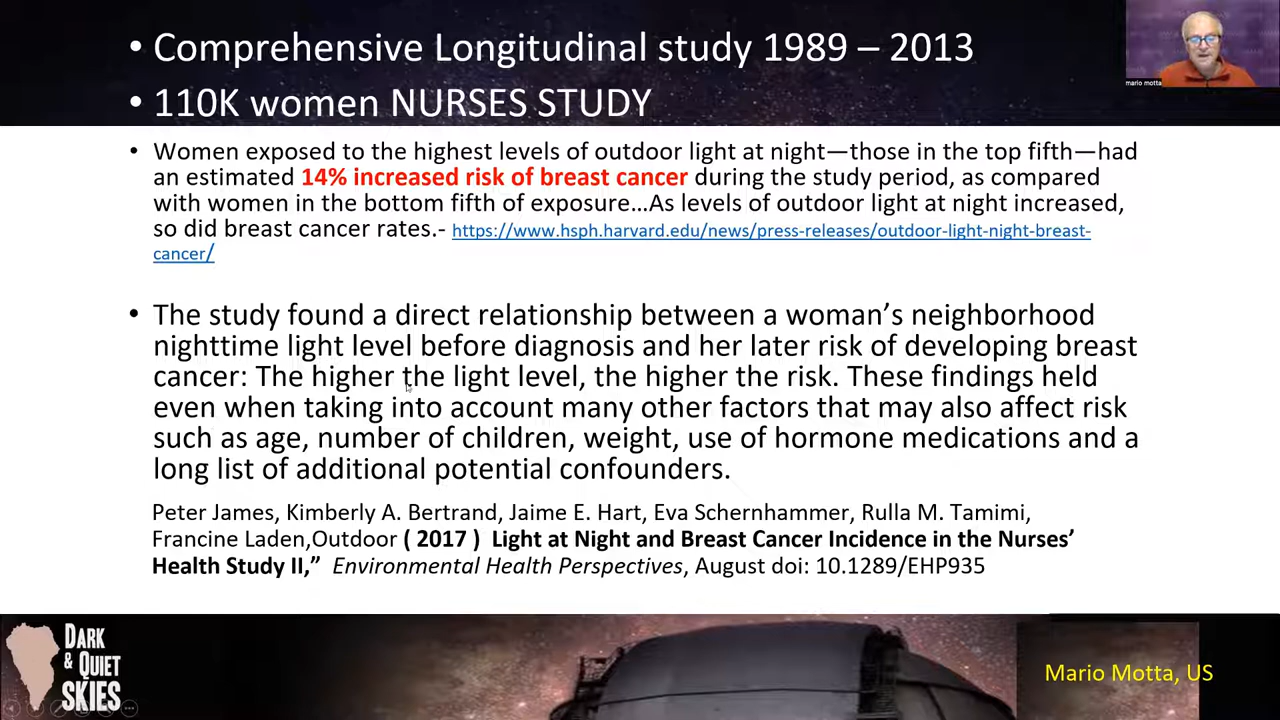 • Comprehensive Longitudinal study 1989 – 2013
• 110K women NURSES STUDY
mario motta
• Women exposed to the highest levels of outdoor light at night—those in the top fifth—had
an estimated 14% increased risk of breast cancer during the study period, as compared
with women in the bottom fifth of exposure…As levels of outdoor light at night increased,
so did breast cancer rates.- https://www.hsph.harvard.edu/news/press-releases/outdoor-light-night-breast-
cancer/
• The study found a direct relationship between a woman’s neighborhood
nighttime light level before diagnosis and her later risk of developing breast
cancer: The higher the light level, the higher the risk. These findings held
even when taking into account many other factors that may also affect risk
such as age, number of children, weight, use of hormone medications and a
long list of additional potential confounders.
Peter James, Kimberly A. Bertrand, Jaime E. Hart, Eva Schernhammer, Rulla M. Tamimi,
Francine Laden,Outdoor ( 2017 ) Light at Night and Breast Cancer Incidence in the Nurses’
Health Study II,” Environmental Health Perspectives, August doi: 10.1289/EHP935
DARK
& QUIET
SKIES
Mario Motta, US